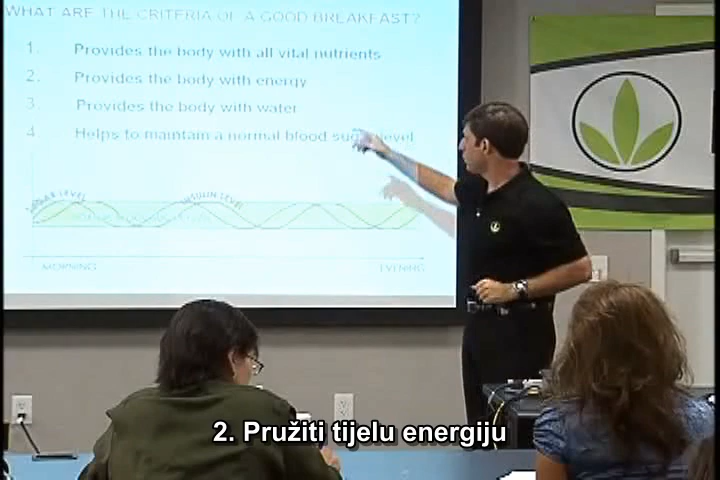 WHAT ARE THE CRITERIA OF A GOOD BREAKFAST?
1. Provides the body with all vital nutrients
2. Provides the body with energy
3. Provides the body with water
4. Helps to maintain a normal blood sugar level
SUGAR LEVEL
INSULIN LEVEL
MORNING
EVENING
2. Pružiti tijelu energiju